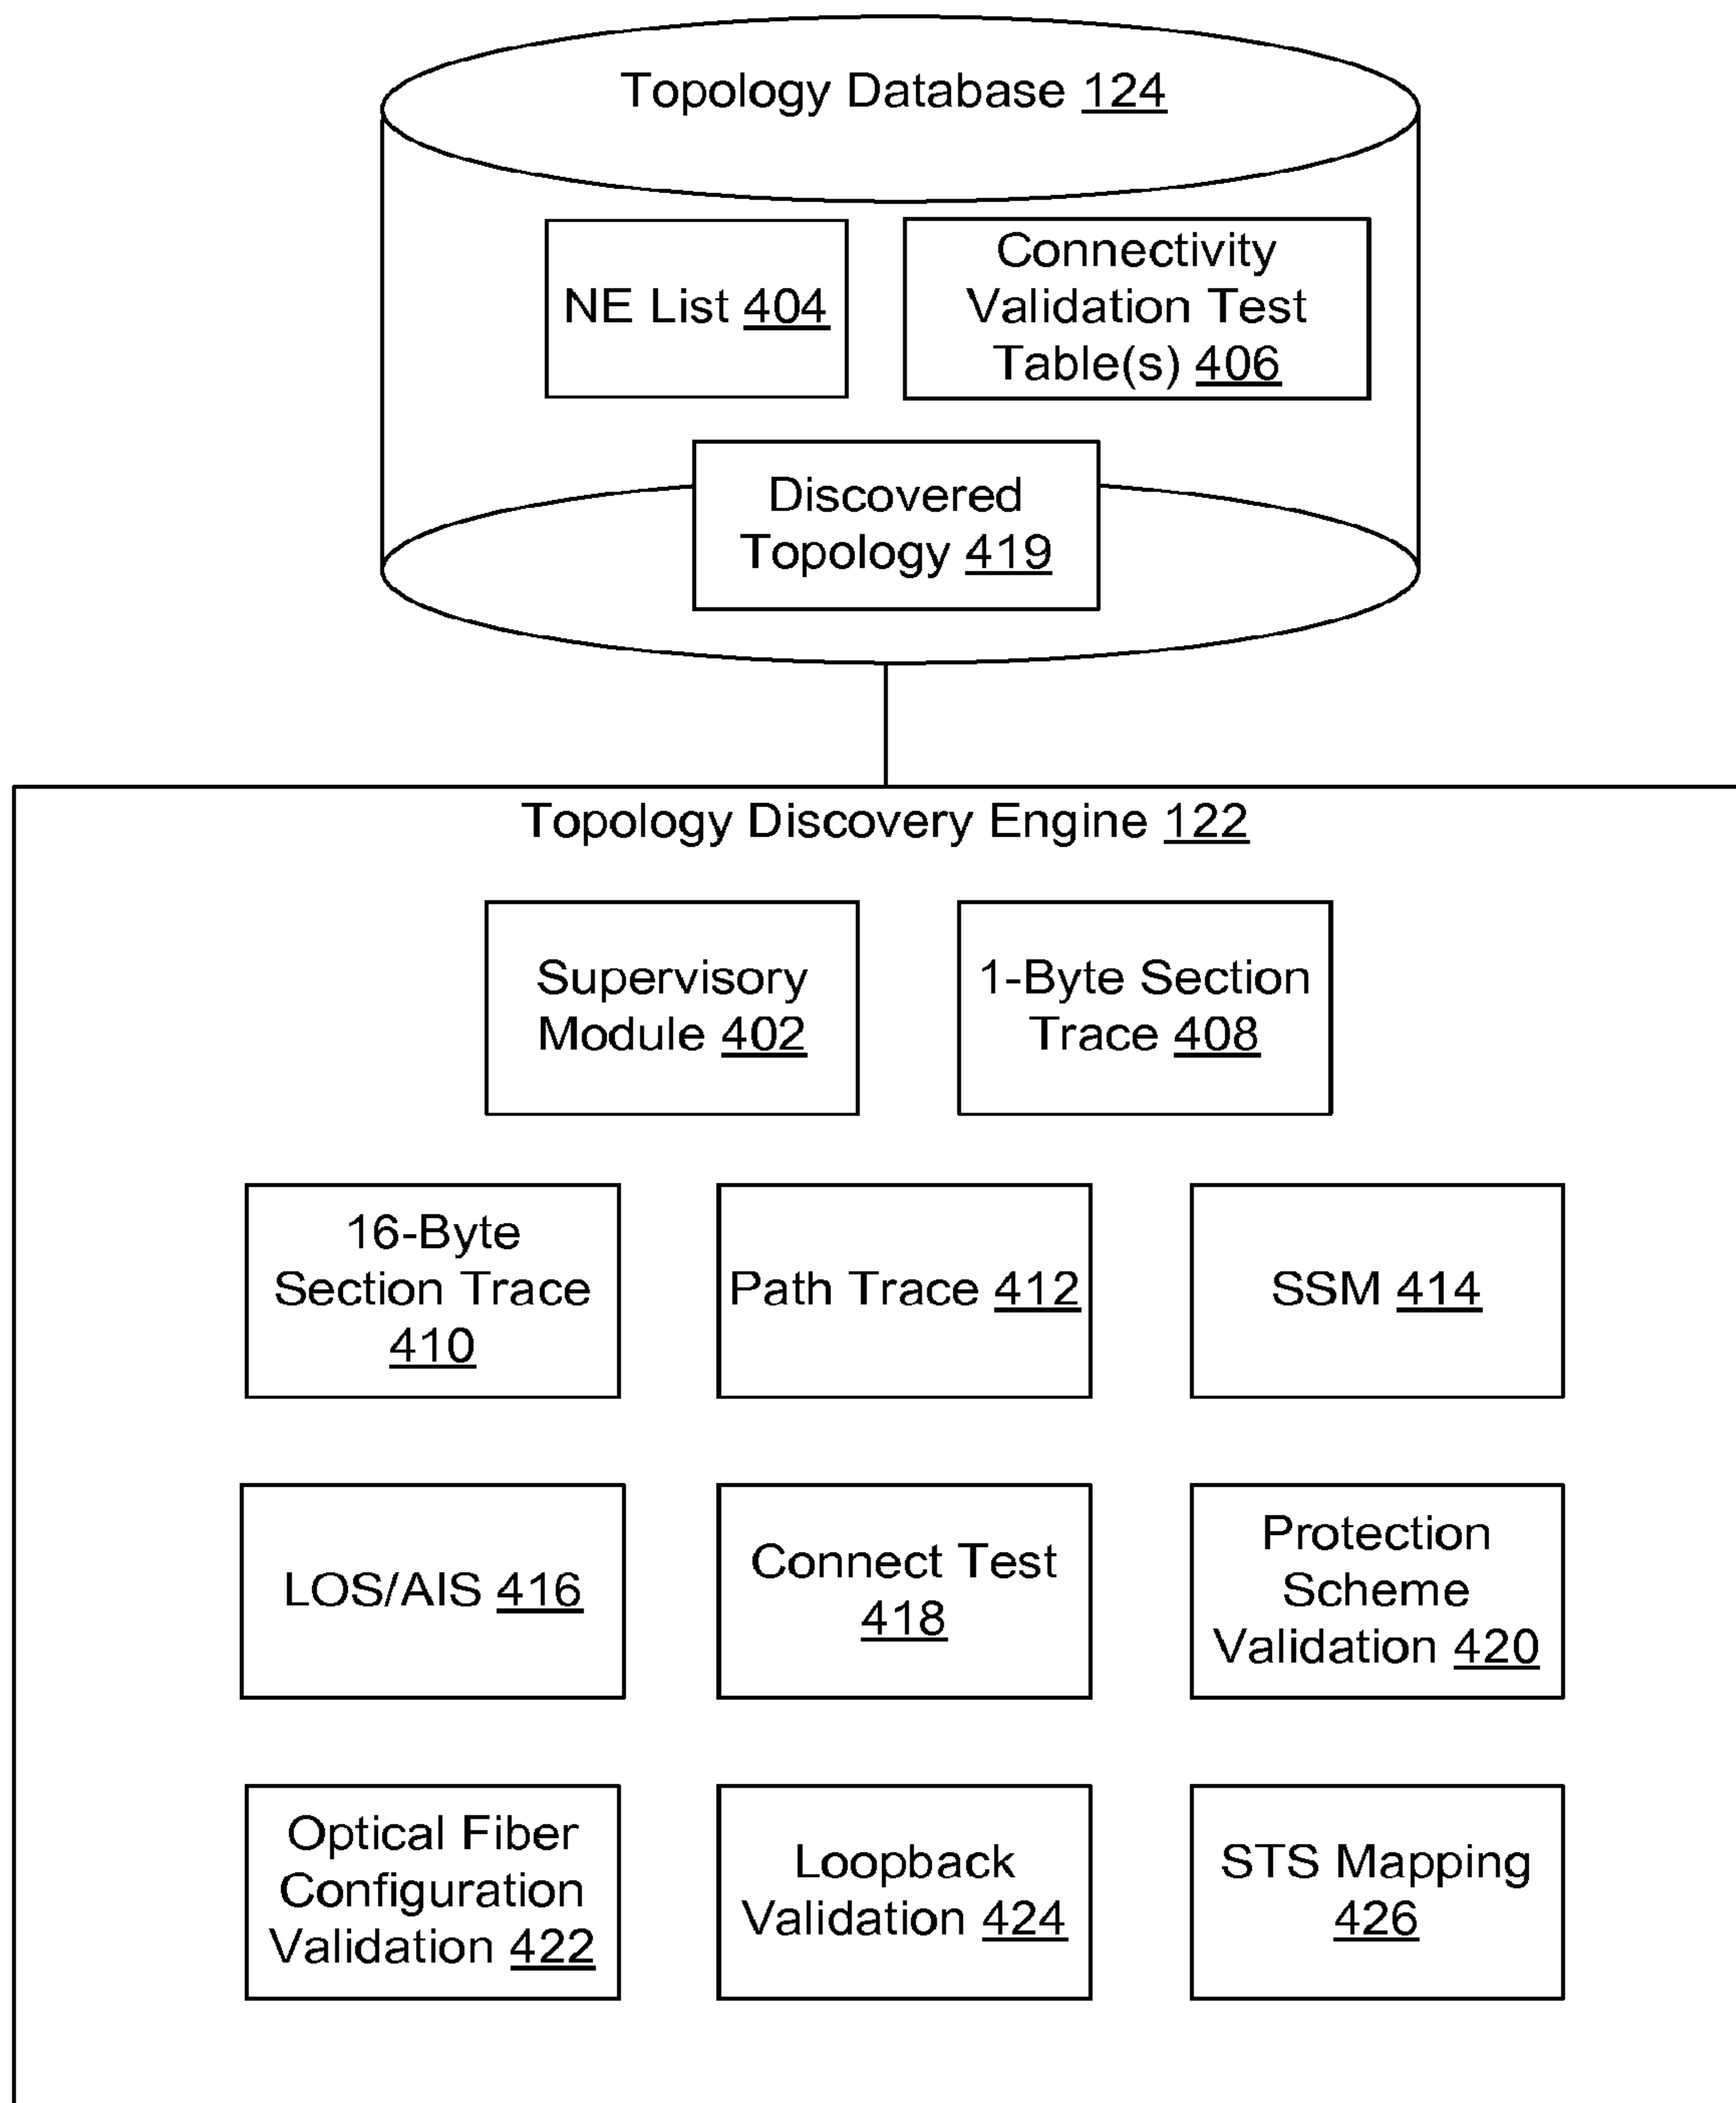 Topology Database 124
NE List 404
Connectivity
Validation Test
Table(s) 406
Discovered
Topology 419
Topology Discovery Engine 122
Supervisory
Module 402
1-Byte Section
Trace 408
16-Byte
Section Trace
410
Path Trace 412
SSM 414
LOS/AIS 416
Connect Test
418
Protection
Scheme
Validation 420
Optical Fiber
Configuration
Validation 422
Loopback
Validation 424
STS Mapping
426